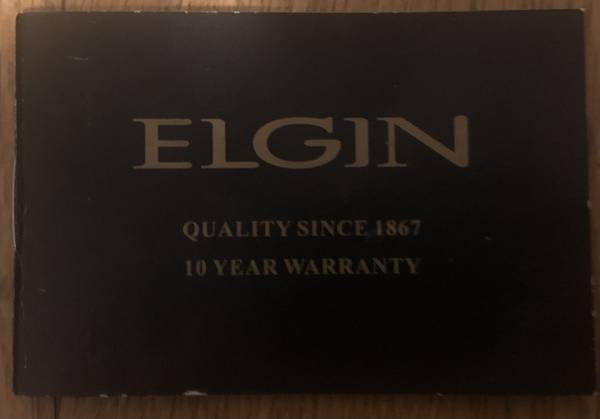 ELGIN
QUALITY SINCE 1867
10 YEAR WARRANTY